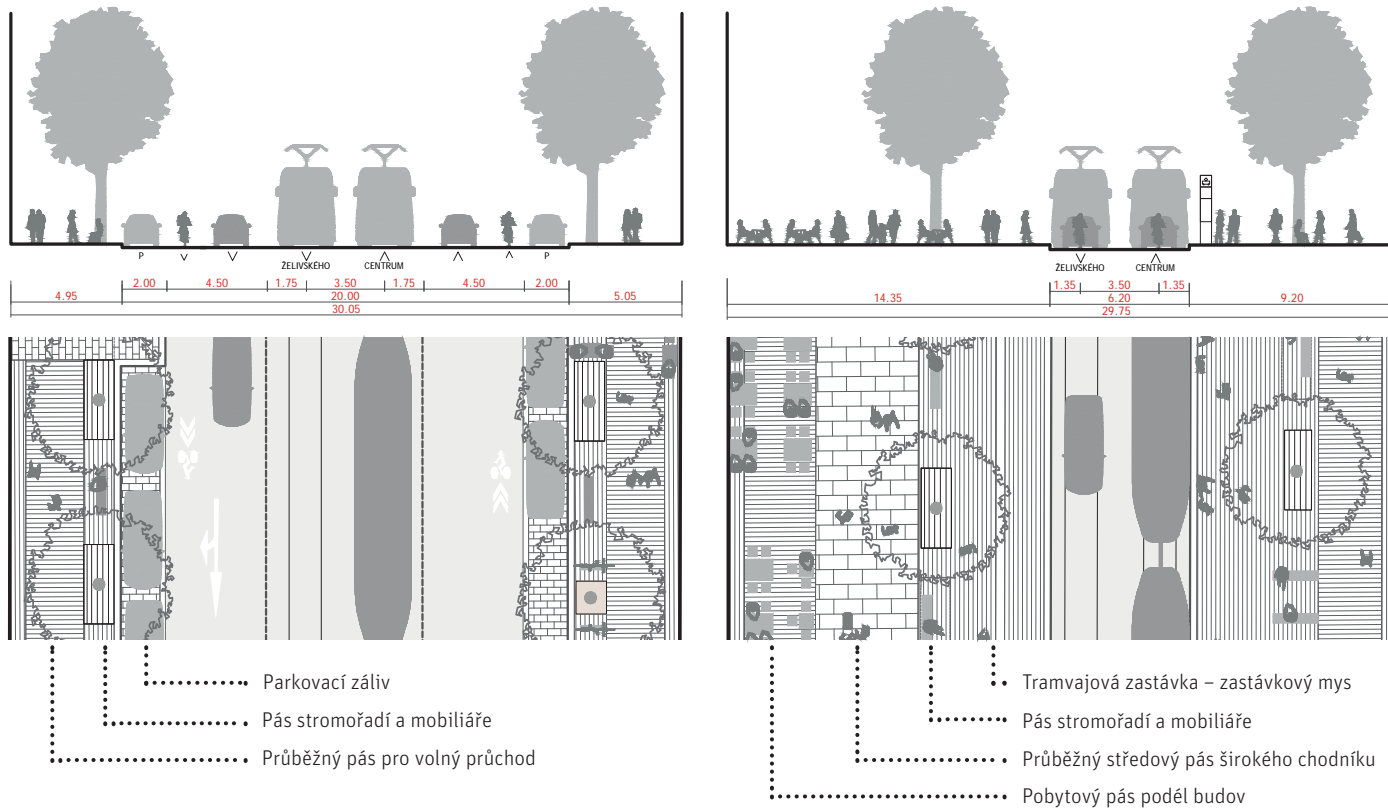 P
ŽELIVSKÉHO
CENTRUM
P
2.00 4.50 1.75 3.50 1.75 4.50 2.00
4.95 20.00 5.05
30.05
Parkovací záliv
Pás stromořadí a mobiliáře
Průběžný pás pro volný průchod
ŽELIVSKÉHO
CENTRUM
1.35 3.50 1.35
14.35 6.20 9.20
29.75
Tramvajová zastávka – zastávkový mys
Pás stromořadí a mobiliáře
Průběžný středový pás širokého chodníku
Pobytový pás podél budov